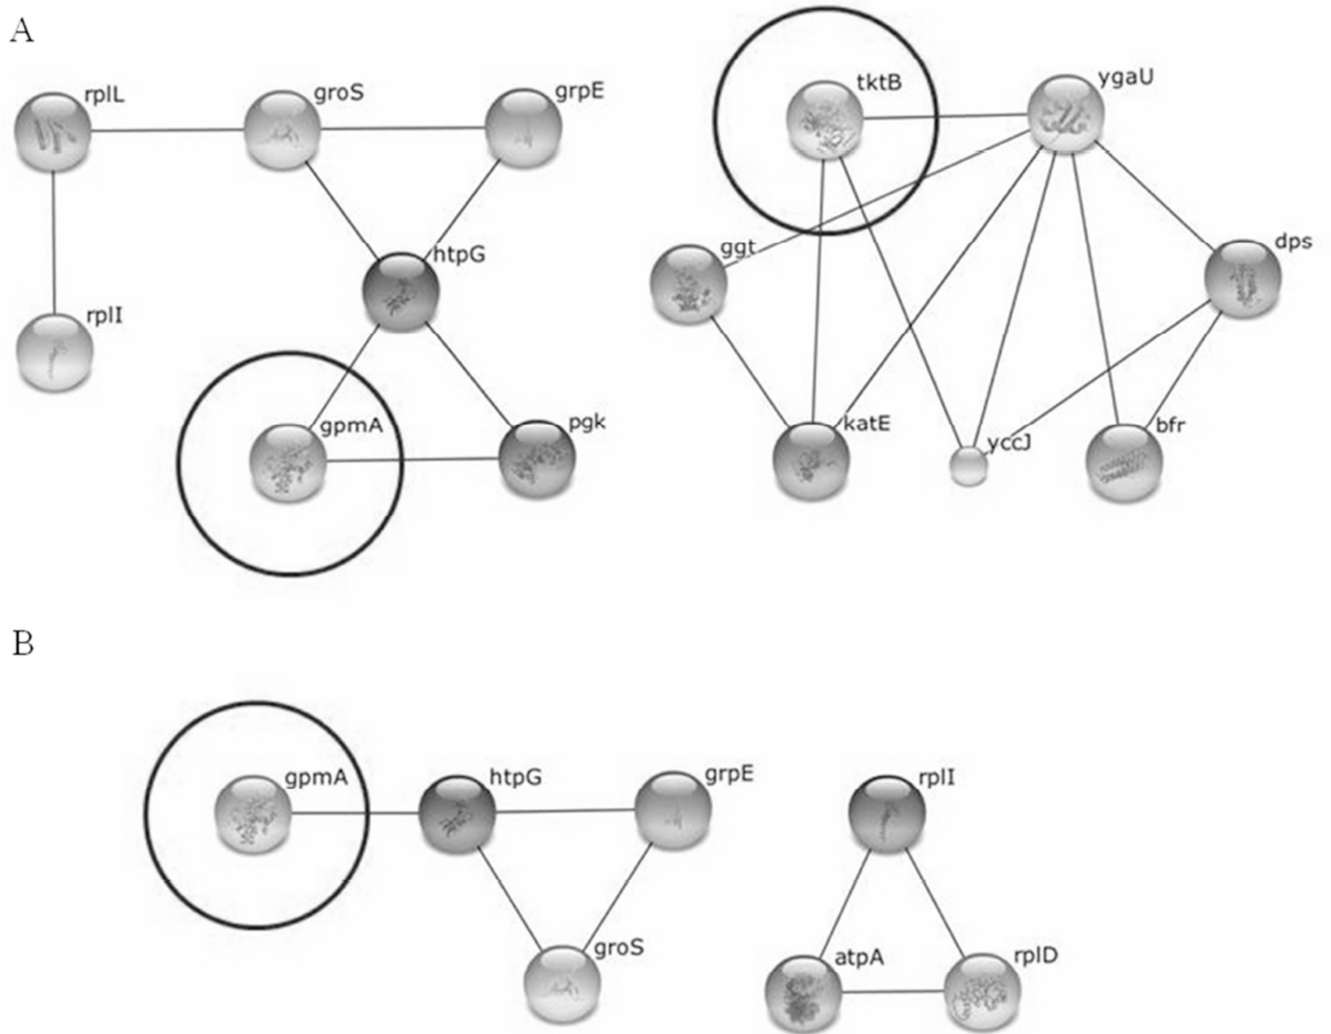 A
rplL
groS
grpE
htpG
rplI
gpmA
pgk
tktB
ygaU
ggt
dps
katE
yccJ
bfr
B
gpmA
htpG
grpE
groS
rplI
atpA
rplD